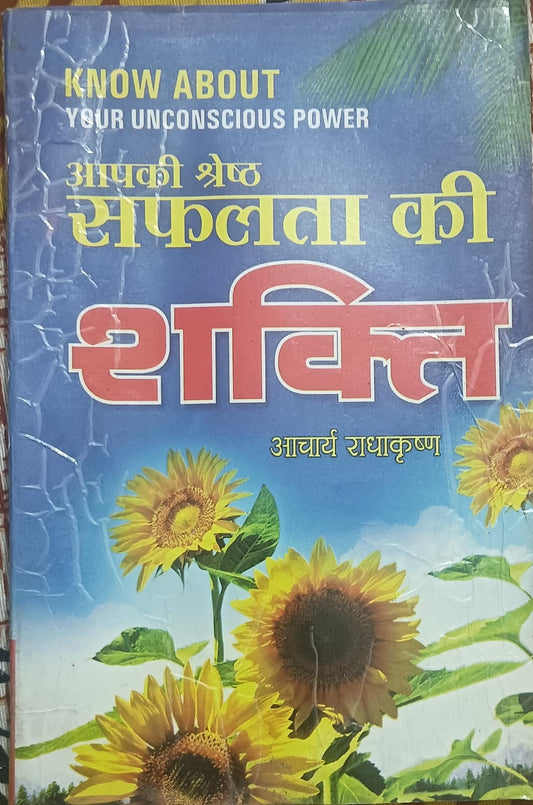 KNOW ABOUT
YOUR UNCONSCIOUS POWER
आपकी श्रेष्ठ
सफलता की
शक्ति
आचार्य राधाकृष्ण